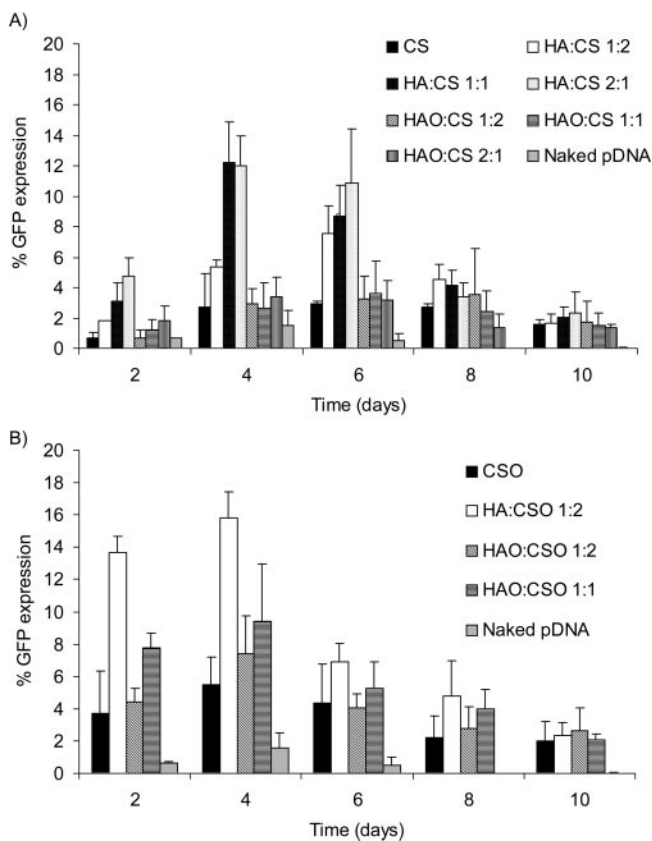 A)
% GFP expression
20
18
16
14
12
10
8
6
4
2
0
CS
HA:CS 1:2
HA:CS 1:1
HA:CS 2:1
HAO:CS 1:2
HAO:CS 1:1
HAO:CS 2:1
Naked pDNA
2 4 6 8 10
Time (days)
B)
% GFP expression
20
18
16
14
12
10
8
6
4
2
0
CSO
HA:CSO 1:2
HAO:CSO 1:2
HAO:CSO 1:1
Naked pDNA
2 4 6 8 10
Time (days)